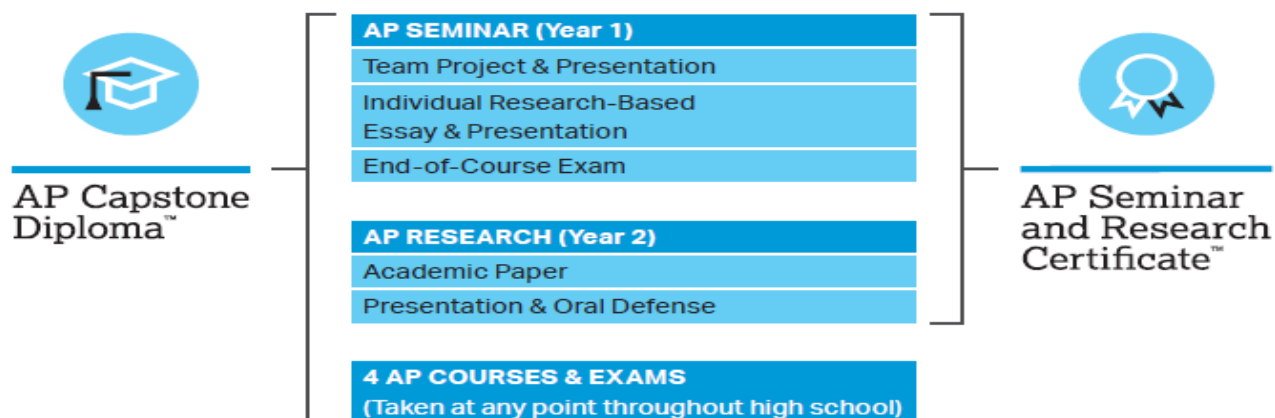 AP Capstone
Diploma™
AP SEMINAR (Year 1)
Team Project & Presentation
Individual Research-Based
Essay & Presentation
End-of-Course Exam
AP RESEARCH (Year 2)
Academic Paper
Presentation & Oral Defense
4 AP COURSES & EXAMS
(Taken at any point throughout high school)
AP Seminar
and Research
Certificate™